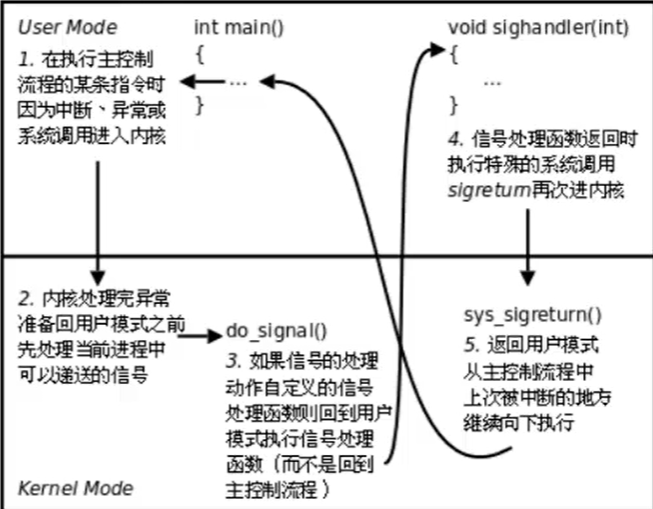 User Mode
int main()
{
...
}
void sighandler(int)
{
...
}
1. 在执行主控制
流程的某条指令时
因为中断、异常或
系统调用进入内核
4. 信号处理函数返回时
执行特殊的系统调用
sigreturn再次进内核
2. 内核处理完异常
准备回用户模式之前
先处理当前进程中
可以递送的信号
do_signal()
3. 如果信号的处理
动作自定义的信号
处理函数则回到用户
模式执行信号处理
函数（而不是回到
主控制流程）
sys_sigreturn()
5. 返回用户模式
从主控制流程中
上次被中断的地方
继续向下执行
Kernel Mode